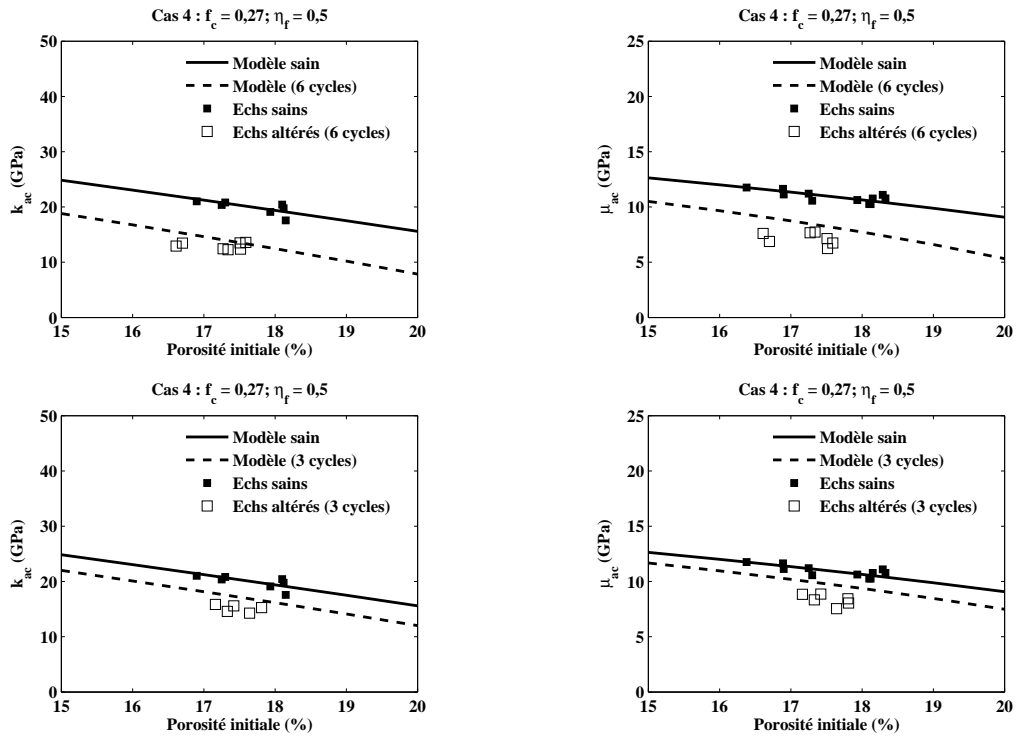 Cas 4 : f_c = 0,27; η_f = 0,5
50
40
30
20
10
0
k_ac (GPa)
Modèle sain
Modèle (6 cycles)
Echs sains
Echs altérés (6 cycles)
15 16 17 18 19 20
Porosité initiale (%)
Cas 4 : f_c = 0,27; η_f = 0,5
25
20
15
10
5
0
μ_ac (GPa)
Modèle sain
Modèle (6 cycles)
Echs sains
Echs altérés (6 cycles)
15 16 17 18 19 20
Porosité initiale (%)
Cas 4 : f_c = 0,27; η_f = 0,5
50
40
30
20
10
0
k_ac (GPa)
Modèle sain
Modèle (3 cycles)
Echs sains
Echs altérés (3 cycles)
15 16 17 18 19 20
Porosité initiale (%)
Cas 4 : f_c = 0,27; η_f = 0,5
25
20
15
10
5
0
μ_ac (GPa)
Modèle sain
Modèle (3 cycles)
Echs sains
Echs altérés (3 cycles)
15 16 17 18 19 20
Porosité initiale (%)